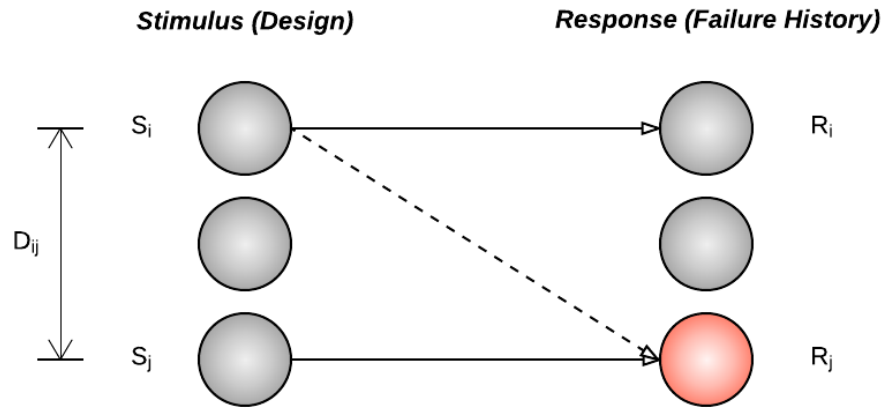 Stimulus (Design)
Response (Failure History)
Sᵢ
Rᵢ
Dᵢⱼ
Sⱼ
Rⱼ